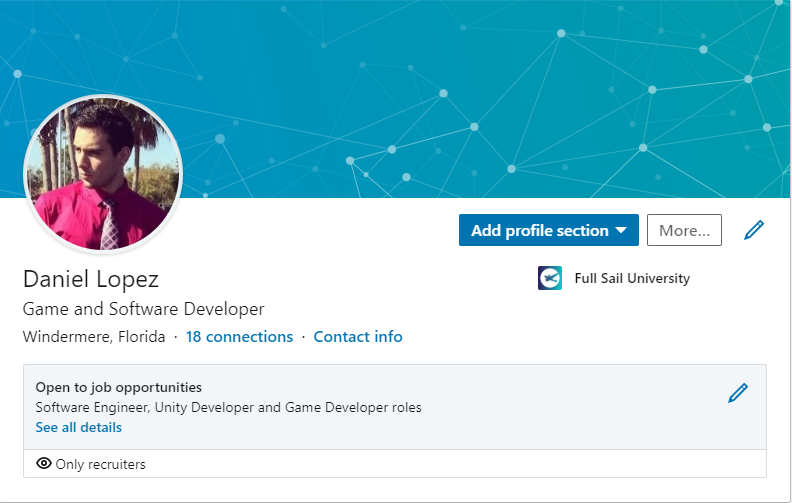 Add profile section
More...
Daniel Lopez
Full Sail University
Game and Software Developer
Windermere, Florida · 18 connections · Contact info
Open to job opportunities
Software Engineer, Unity Developer and Game Developer roles
See all details
Only recruiters